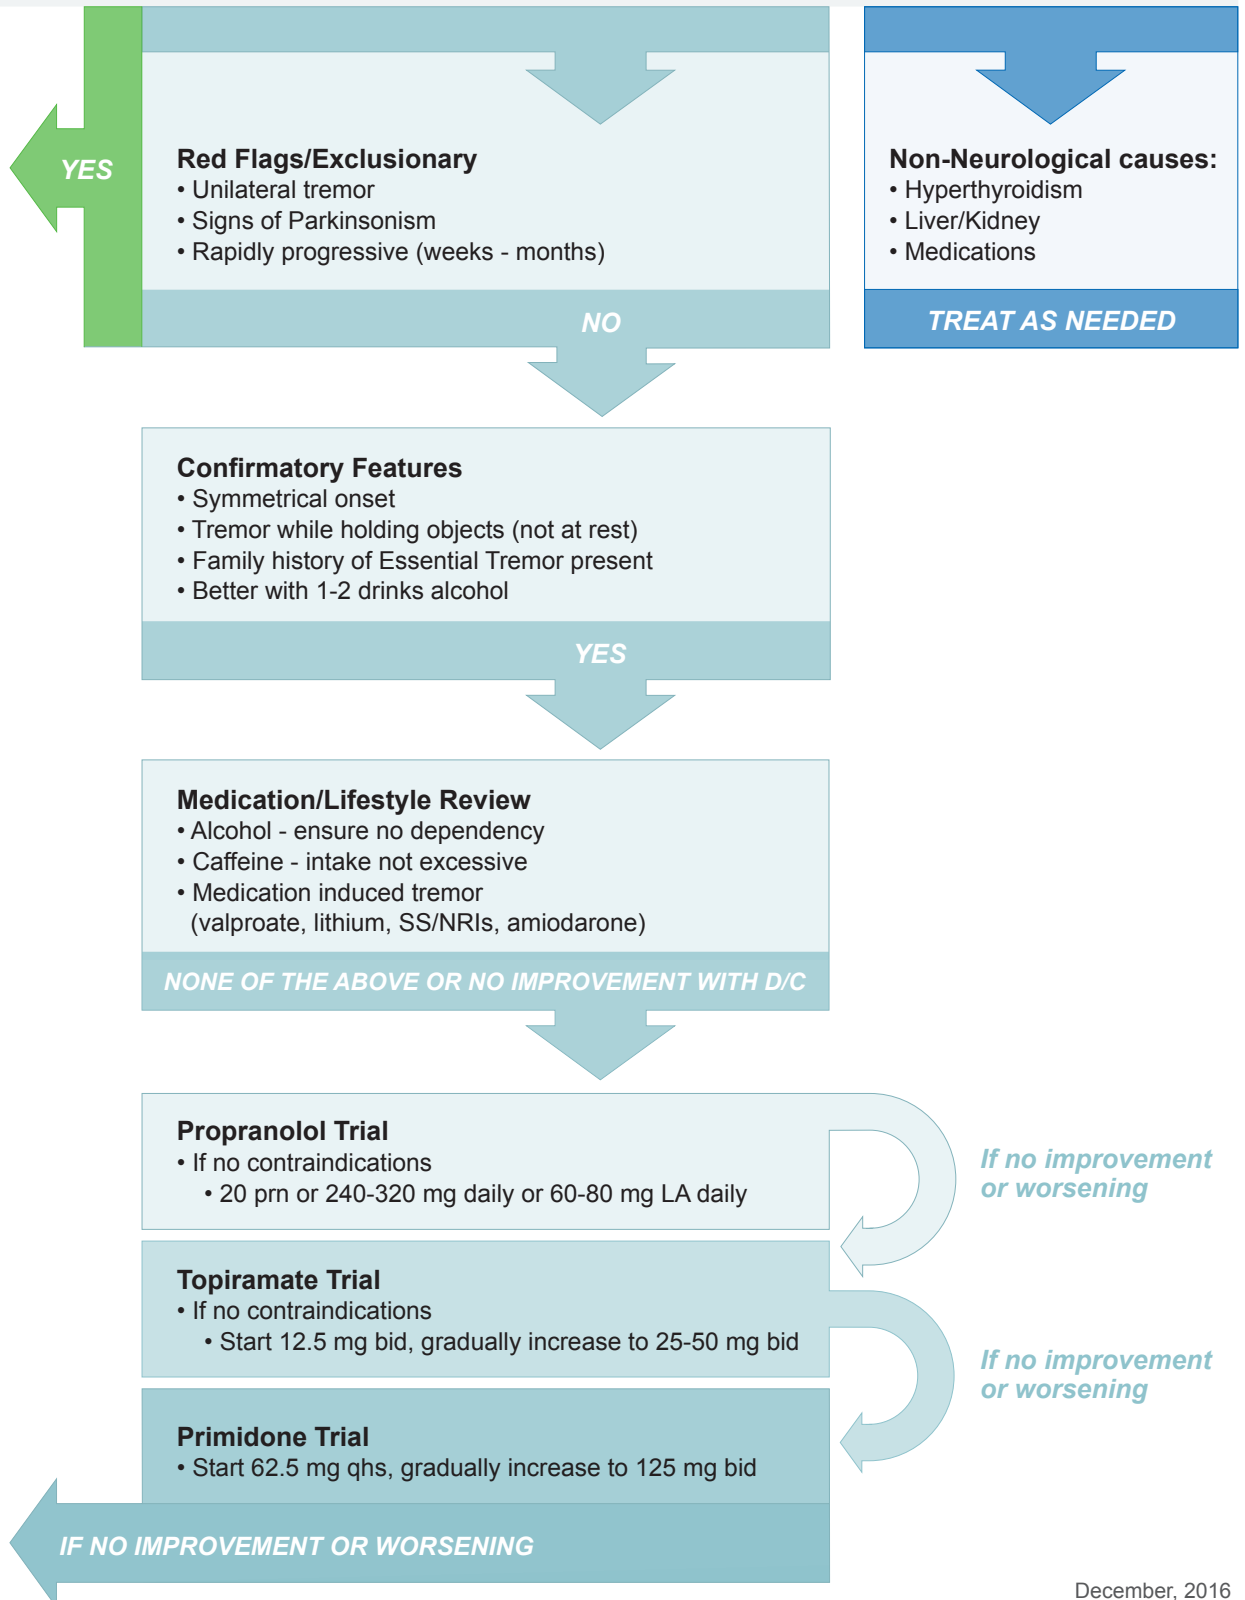 YES
Red Flags/Exclusionary
• Unilateral tremor
• Signs of Parkinsonism
• Rapidly progressive (weeks - months)
NO
Non-Neurological causes:
• Hyperthyroidism
• Liver/Kidney
• Medications
TREAT AS NEEDED
Confirmatory Features
• Symmetrical onset
• Tremor while holding objects (not at rest)
• Family history of Essential Tremor present
• Better with 1-2 drinks alcohol
YES
Medication/Lifestyle Review
• Alcohol - ensure no dependency
• Caffeine - intake not excessive
• Medication induced tremor
(valproate, lithium, SS/NRIs, amiodarone)
NONE OF THE ABOVE OR NO IMPROVEMENT WITH D/C
Propranolol Trial
• If no contraindications
• 20 prn or 240-320 mg daily or 60-80 mg LA daily
If no improvement
or worsening
Topiramate Trial
• If no contraindications
• Start 12.5 mg bid, gradually increase to 25-50 mg bid
If no improvement
or worsening
Primidone Trial
• Start 62.5 mg qhs, gradually increase to 125 mg bid
IF NO IMPROVEMENT OR WORSENING
December, 2016